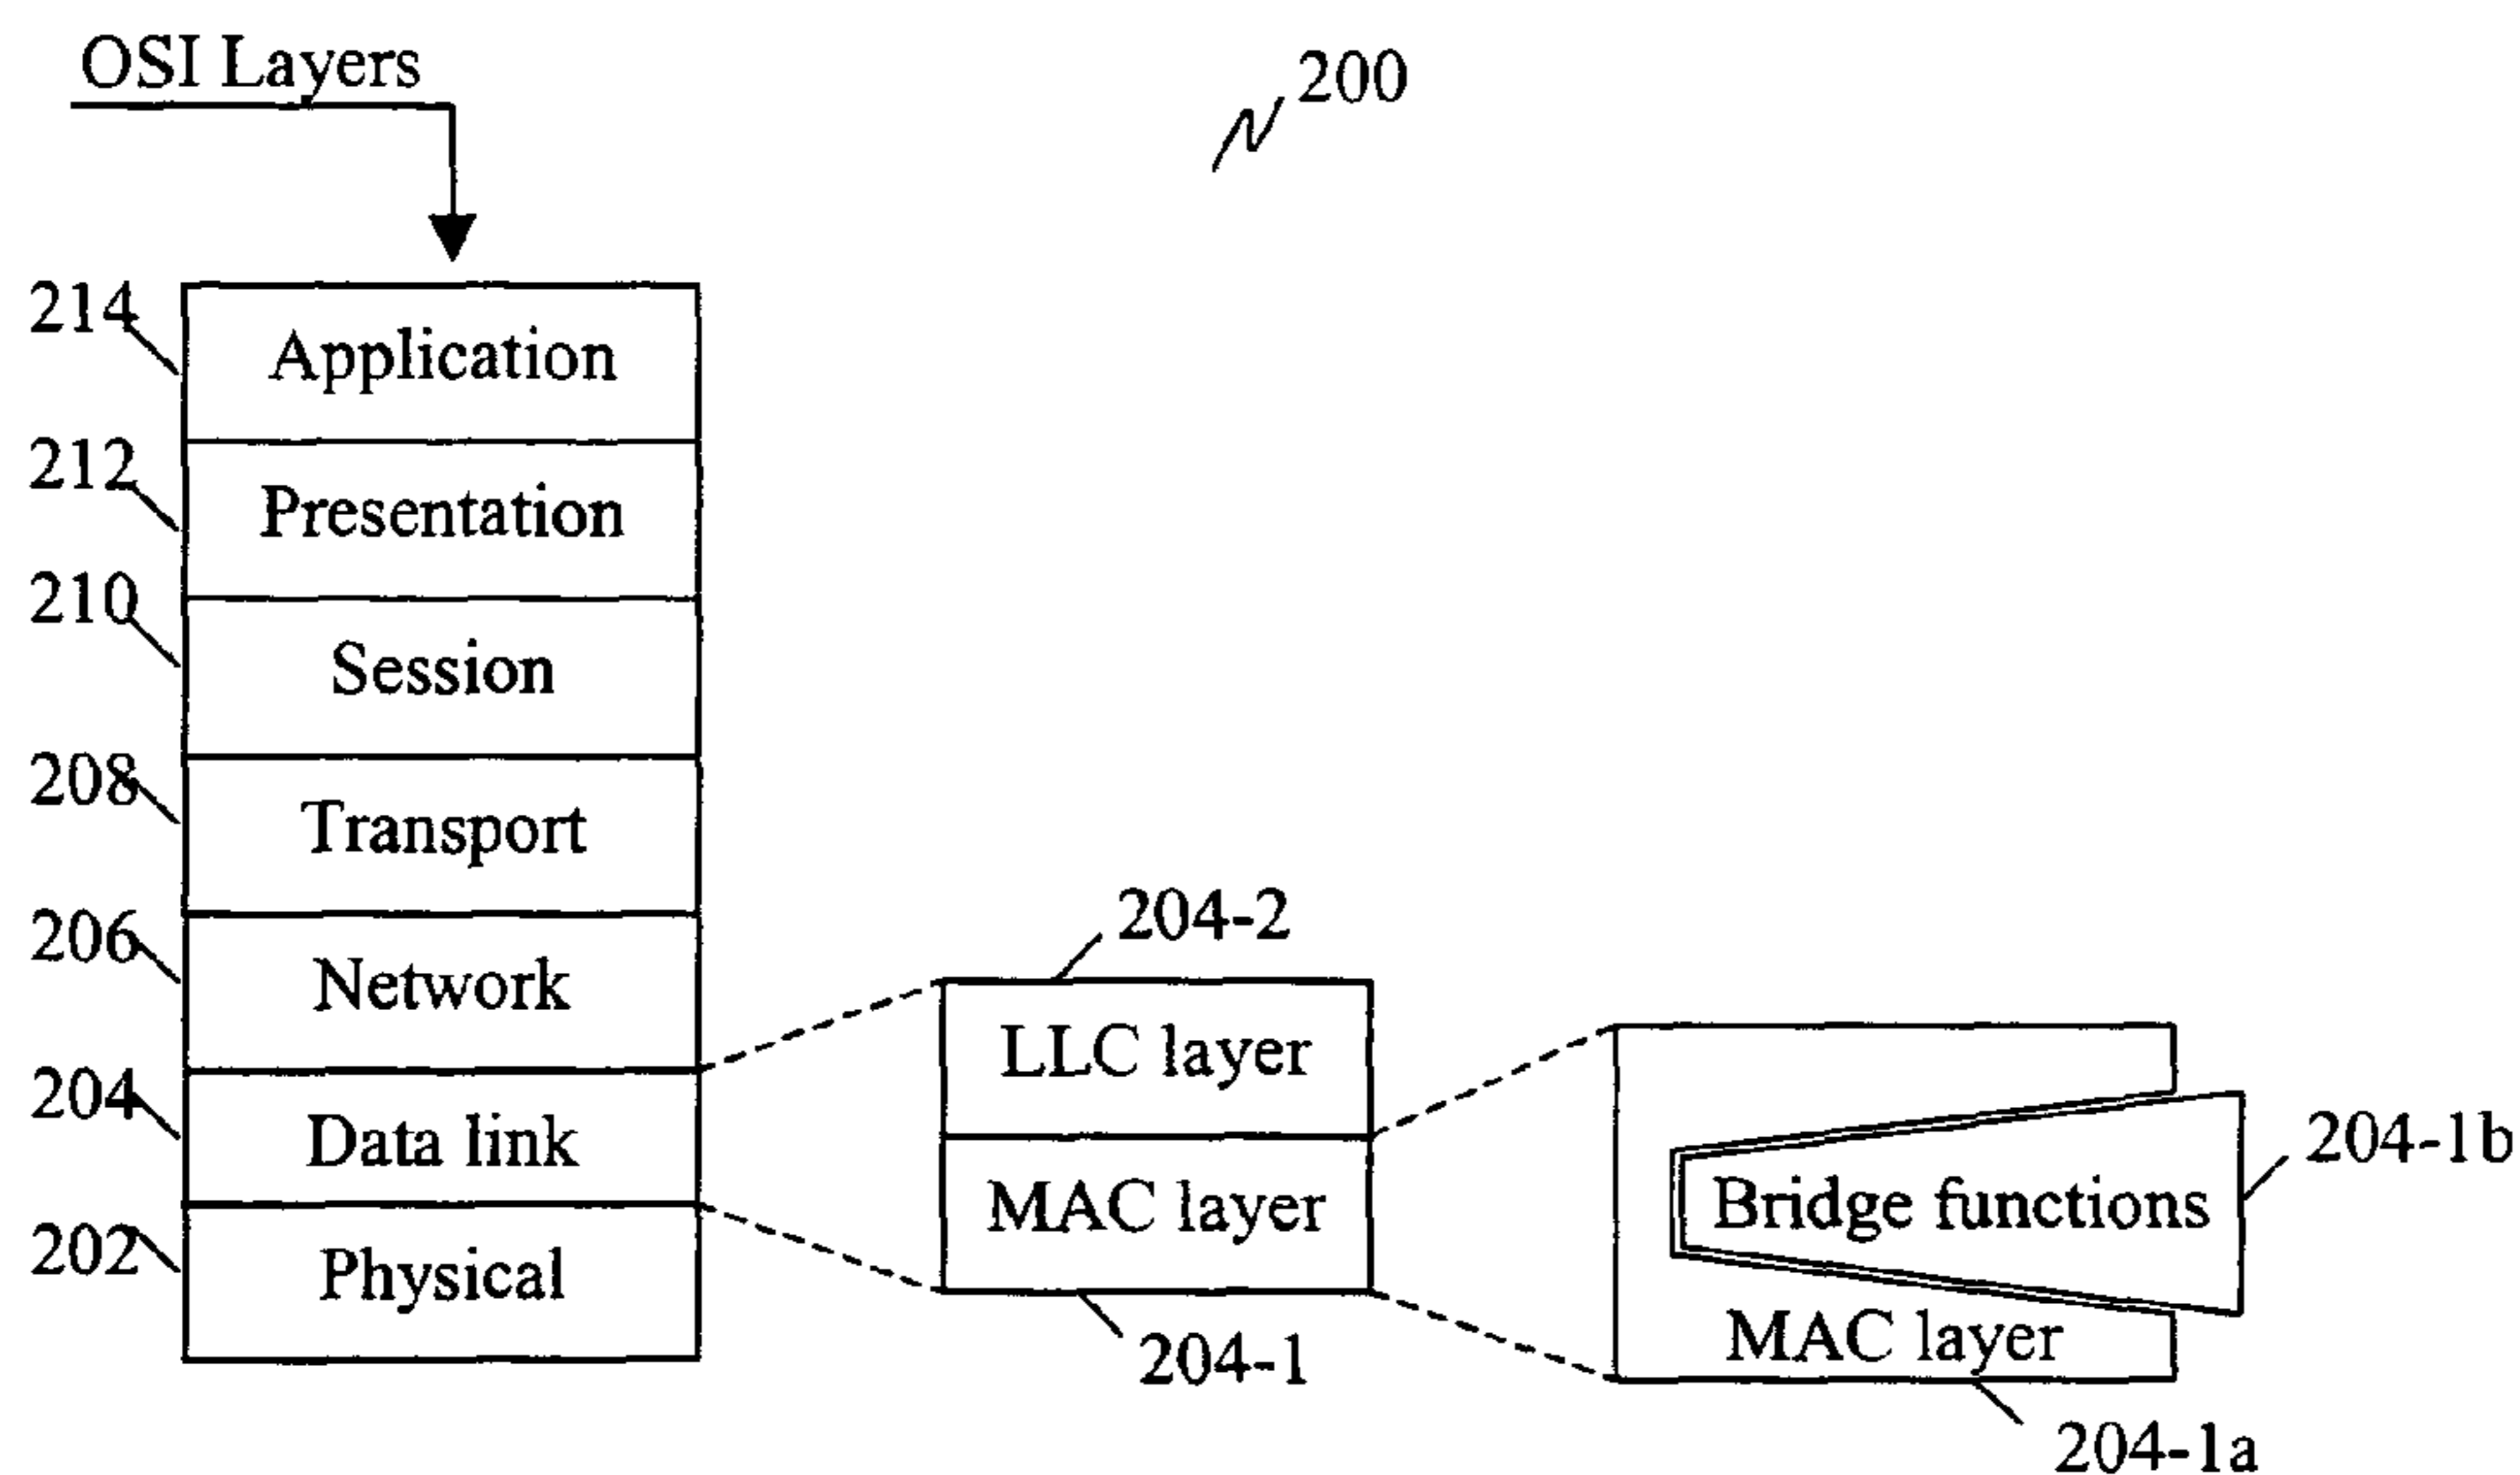 OSI Layers
200
214
Application
212
Presentation
210
Session
208
Transport
206
Network
204
Data link
202
Physical
204-2
LLC layer
MAC layer
204-1
204-1b
Bridge functions
MAC layer
204-1a